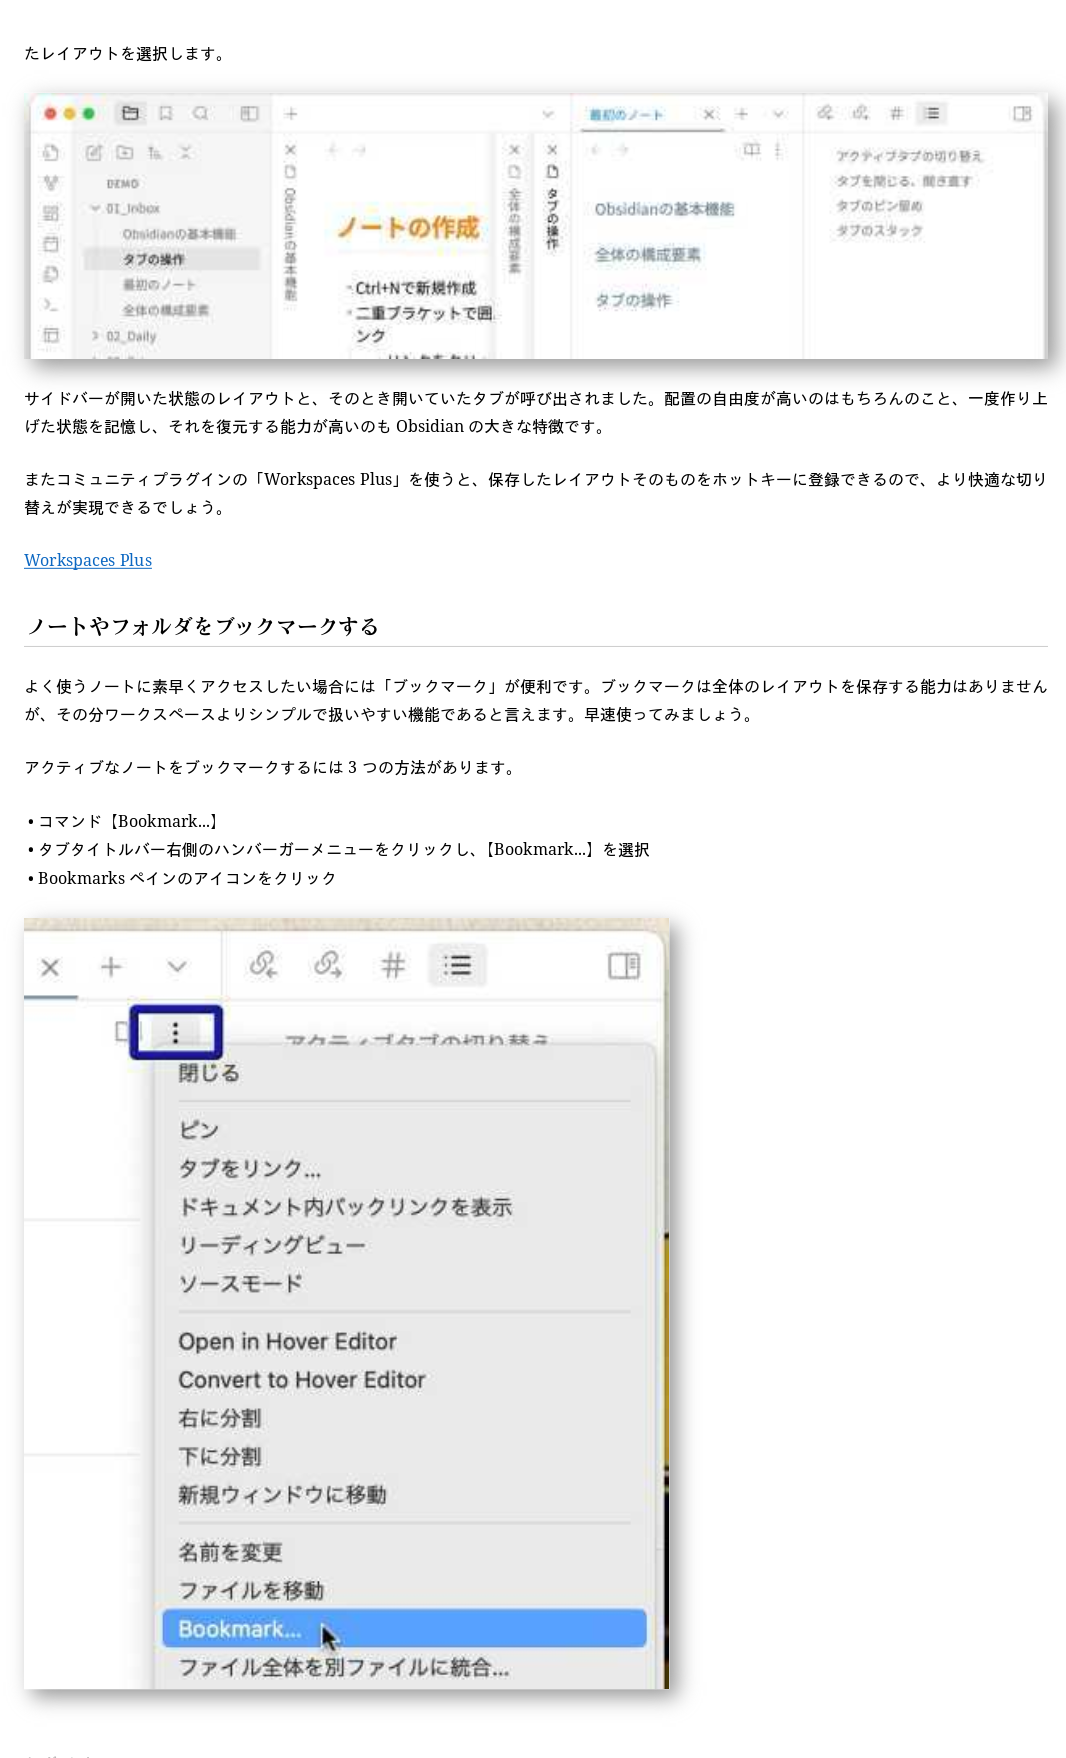 たレイアウトを選択します。
最初のノート
DEMO
01_Inbox
Obsidianの基本機能
タブの操作
最初のノート
全体の構成要素
02_Daily
Obsidianの基本機能
ノートの作成
Ctrl+Nで新規作成
二重ブラケットで囲
ンク
全体の構成要素
タブの操作
Obsidianの基本機能
全体の構成要素
タブの操作
アクティブタブの切り替え
タブを閉じる、開き直す
タブのピン留め
タブのスタック
サイドバーが開いた状態のレイアウトと、そのとき開いていたタブが呼び出されました。配置の自由度が高いのはもちろんのこと、一度作り上
げた状態を記憶し、それを復元する能力が高いのも Obsidian の大きな特徴です。
またコミュニティプラグインの「Workspaces Plus」を使うと、保存したレイアウトそのものをホットキーに登録できるので、より快適な切り
替えが実現できるでしょう。
Workspaces Plus
ノートやフォルダをブックマークする
よく使うノートに素早くアクセスしたい場合には「ブックマーク」が便利です。ブックマークは全体のレイアウトを保存する能力はありません
が、その分ワークスペースよりシンプルで扱いやすい機能であると言えます。早速使ってみましょう。
アクティブなノートをブックマークするには 3 つの方法があります。
• コマンド【Bookmark...】
• タブタイトルバー右側のハンバーガーメニューをクリックし、【Bookmark...】を選択
• Bookmarks ペインのアイコンをクリック
アクティブタブの切り替え
閉じる
ピン
タブをリンク...
ドキュメント内バックリンクを表示
リーディングビュー
ソースモード
Open in Hover Editor
Convert to Hover Editor
右に分割
下に分割
新規ウィンドウに移動
名前を変更
ファイルを移動
Bookmark...
ファイル全体を別ファイルに統合...